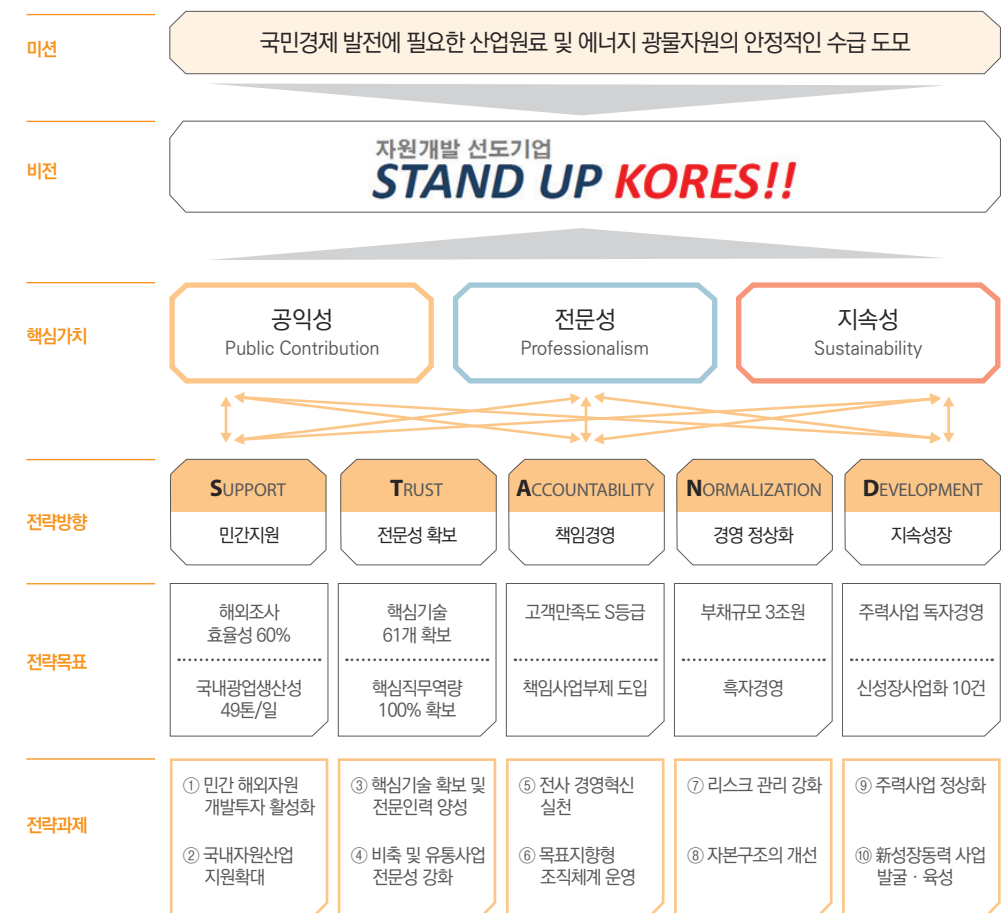 미션
국민경제 발전에 필요한 산업원료 및 에너지 광물자원의 안정적인 수급 도모
비전
자원개발 선도기업
STAND UP KORES!!
핵심가치
공익성
Public Contribution
전문성
Professionalism
지속성
Sustainability
전략방향
SUPPORT
민간지원
TRUST
전문성 확보
ACCOUNTABILITY
책임경영
NORMALIZATION
경영 정상화
DEVELOPMENT
지속성장
전략목표
해외조사
효율성 60%
국내광업생산성
49톤/일
핵심기술
61개 확보
핵심직무역량
100% 확보
고객만족도 S등급
책임사업부제 도입
부채규모 3조원
흑자경영
주력사업 독자경영
신성장사업화 10건
전략과제
① 민간 해외자원
개발투자 활성화
② 국내자원산업
지원확대
③ 핵심기술 확보 및
전문인력 양성
④ 비축 및 유통사업
전문성 강화
⑤ 전사 경영혁신
실천
⑥ 목표지향형
조직체계 운영
⑦ 리스크 관리 강화
⑧ 자본구조의 개선
⑨ 주력사업 정상화
⑩ 新성장동력 사업
발굴 · 육성